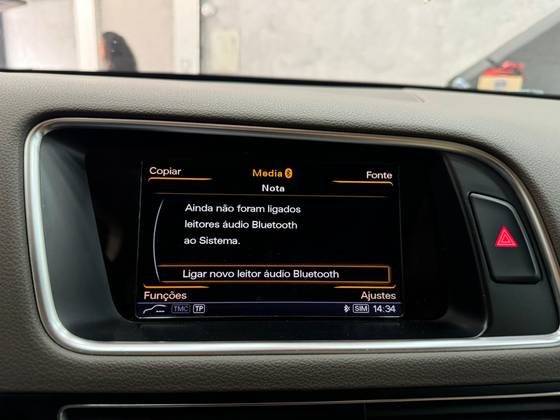 Copiar
Media
Fonte
Nota
Ainda não foram ligados
leitores áudio Bluetooth
ao Sistema.
Ligar novo leitor áudio Bluetooth
Funções
Ajustes
TMC TP
SIM 14:34